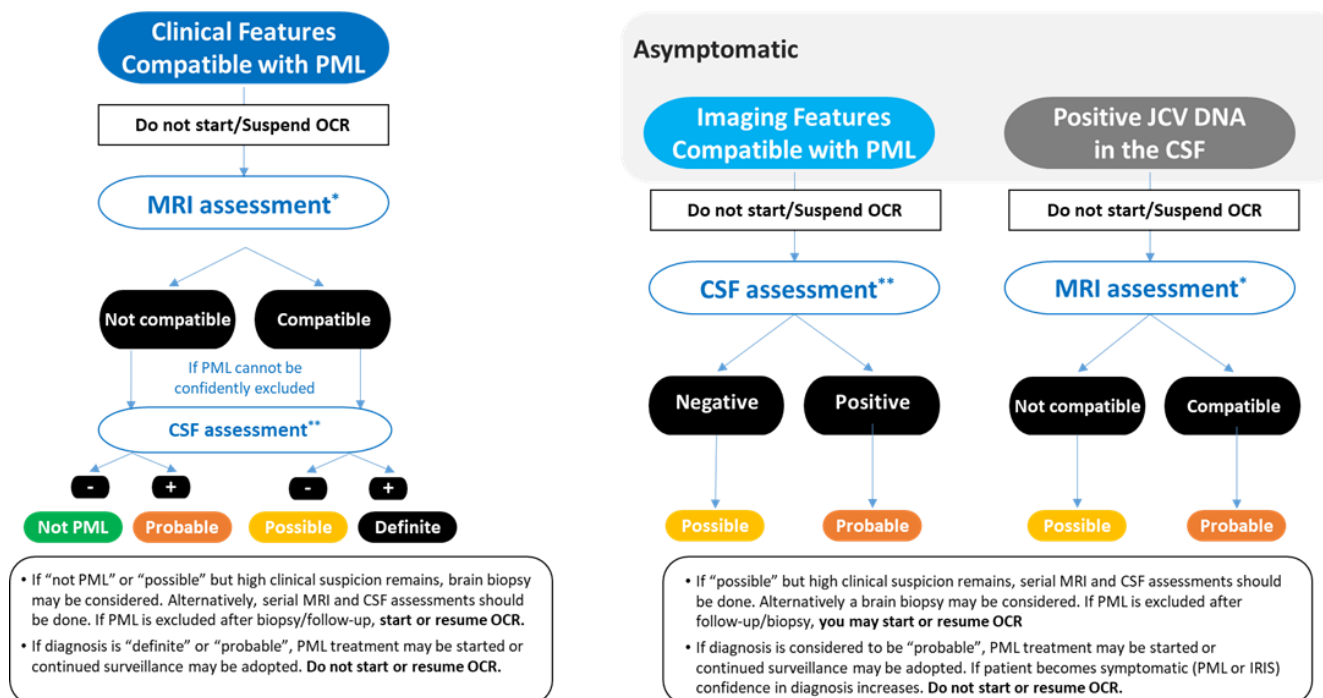 Clinical Features
Compatible with PML
Do not start/Suspend OCR
MRI assessment*
Not compatible
Compatible
If PML cannot be
confidently excluded
CSF assessment**
-
+
-
+
Not PML
Probable
Possible
Definite
• If “not PML” or “possible” but high clinical suspicion remains, brain biopsy
may be considered. Alternatively, serial MRI and CSF assessments should
be done. If PML is excluded after biopsy/follow-up, start or resume OCR.
• If diagnosis is “definite” or “probable”, PML treatment may be started or
continued surveillance may be adopted. Do not start or resume OCR.
Asymptomatic
Imaging Features
Compatible with PML
Do not start/Suspend OCR
CSF assessment**
Negative
Positive
Possible
Probable
Positive JCV DNA
in the CSF
Do not start/Suspend OCR
MRI assessment*
Not compatible
Compatible
Possible
Probable
• If “possible” but high clinical suspicion remains, serial MRI and CSF assessments should
be done. Alternatively a brain biopsy may be considered. If PML is excluded after
follow-up/biopsy, you may start or resume OCR
• If diagnosis is considered to be “probable”, PML treatment may be started or
continued surveillance may be adopted. If patient becomes symptomatic (PML or IRIS)
confidence in diagnosis increases. Do not start or resume OCR.